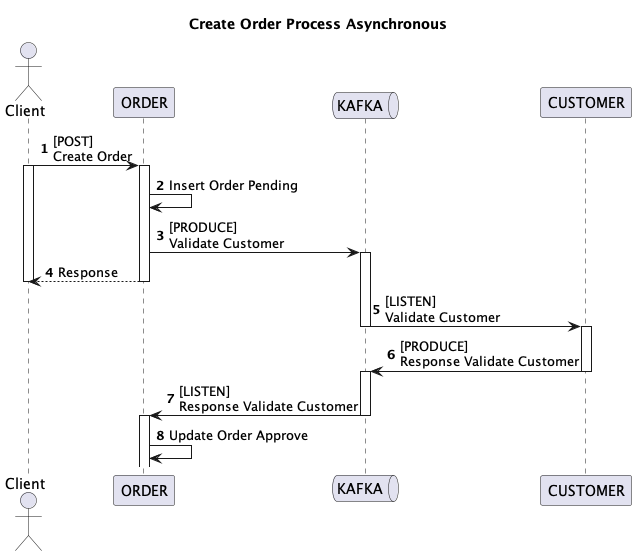 Create Order Process Asynchronous
Client
ORDER
KAFKA
CUSTOMER
1 [POST]
Create Order
2 Insert Order Pending
3 [PRODUCE]
Validate Customer
4 Response
5 [LISTEN]
Validate Customer
6 [PRODUCE]
Response Validate Customer
7 [LISTEN]
Response Validate Customer
8 Update Order Approve
Client
ORDER
KAFKA
CUSTOMER